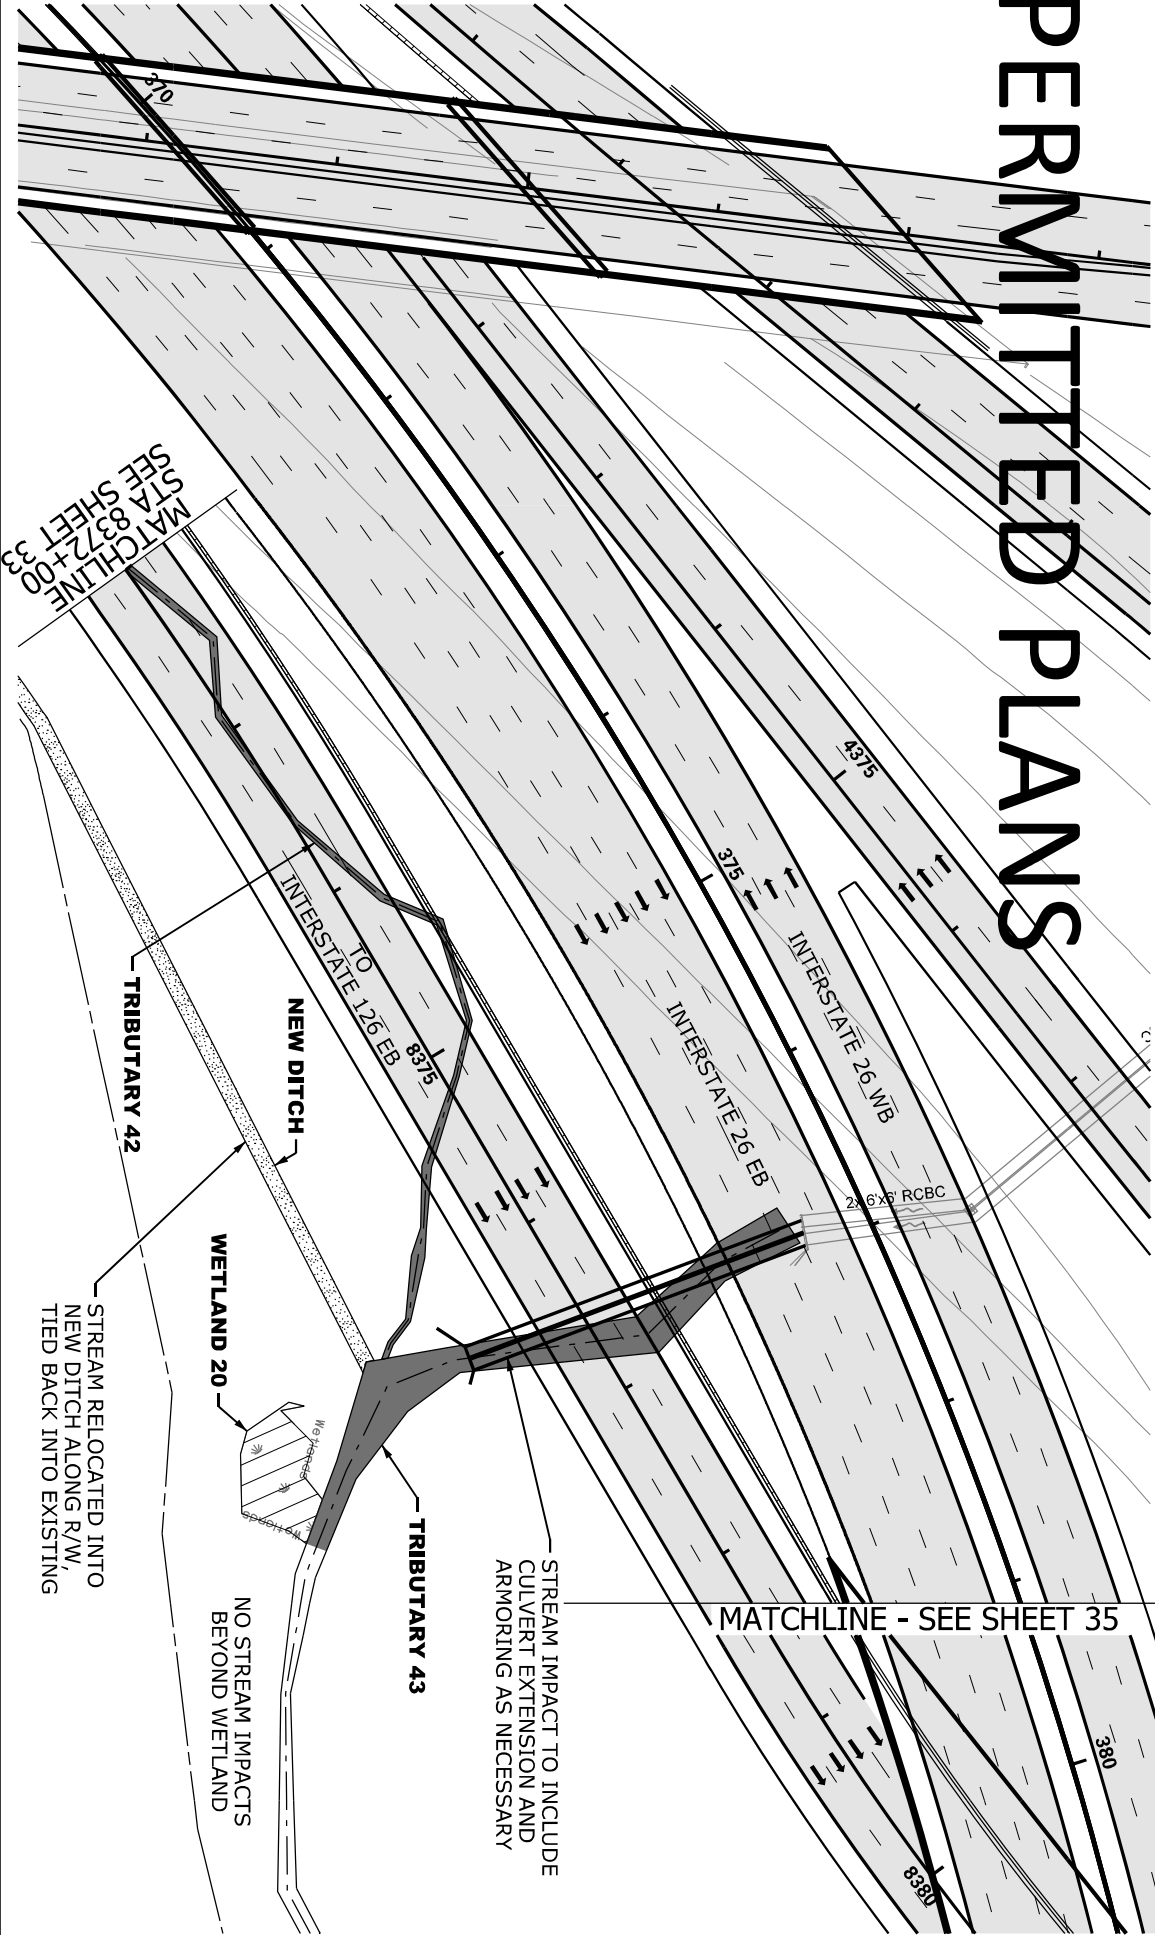 PERMITTED PLANS
370
MATCHLINE
STA 8372+00
SEE SHEET 33
4375
375
INTERSTATE 26 WB
INTERSTATE 26 EB
TO
INTERSTATE 126 EB
8375
2x 6'x6' RCBC
TRIBUTARY 42
NEW DITCH
WETLAND 20
STREAM RELOCATED INTO
NEW DITCH ALONG R/W,
TIED BACK INTO EXISTING
Wetlands
Wetlands
TRIBUTARY 43
STREAM IMPACT TO INCLUDE
CULVERT EXTENSION AND
ARMORING AS NECESSARY
NO STREAM IMPACTS
BEYOND WETLAND
MATCHLINE - SEE SHEET 35
380
8380